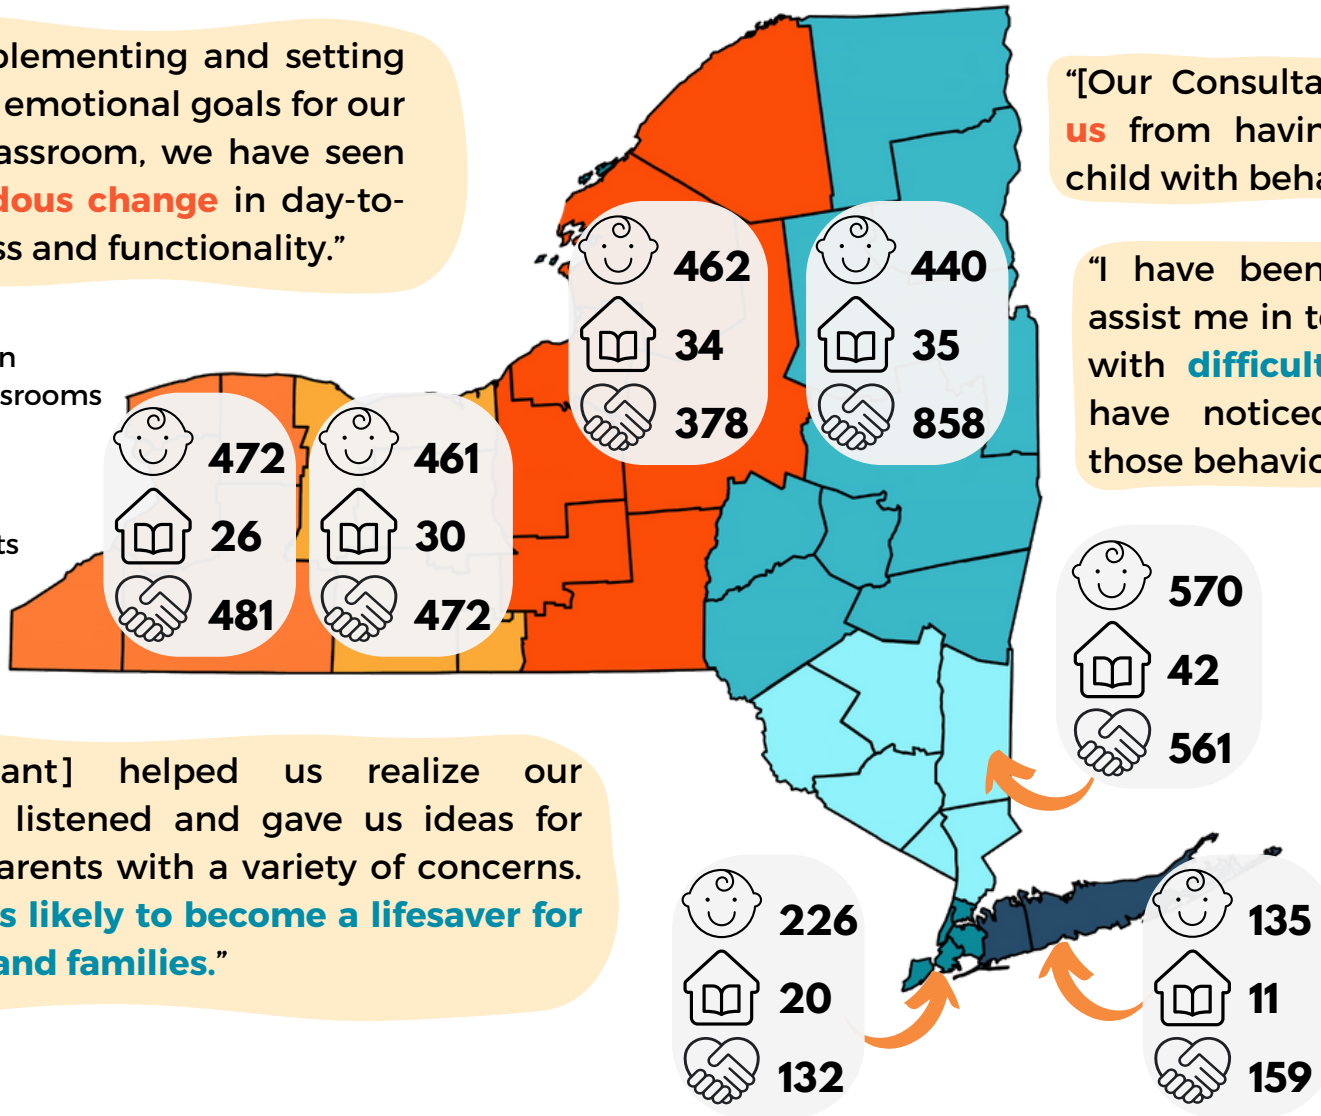 plementing and setting
emotional goals for our
assroom, we have seen
dous change in day-to-
ss and functionality.”
n
srooms
ts
“[Our Consulta
us from havin
child with beha
“I have been
assist me in t
with difficult
have noticed
those behavio
462
34
378
440
35
858
472
26
481
461
30
472
570
42
561
ant] helped us realize our
listened and gave us ideas for
arents with a variety of concerns.
s likely to become a lifesaver for
and families.”
226
20
132
135
11
159